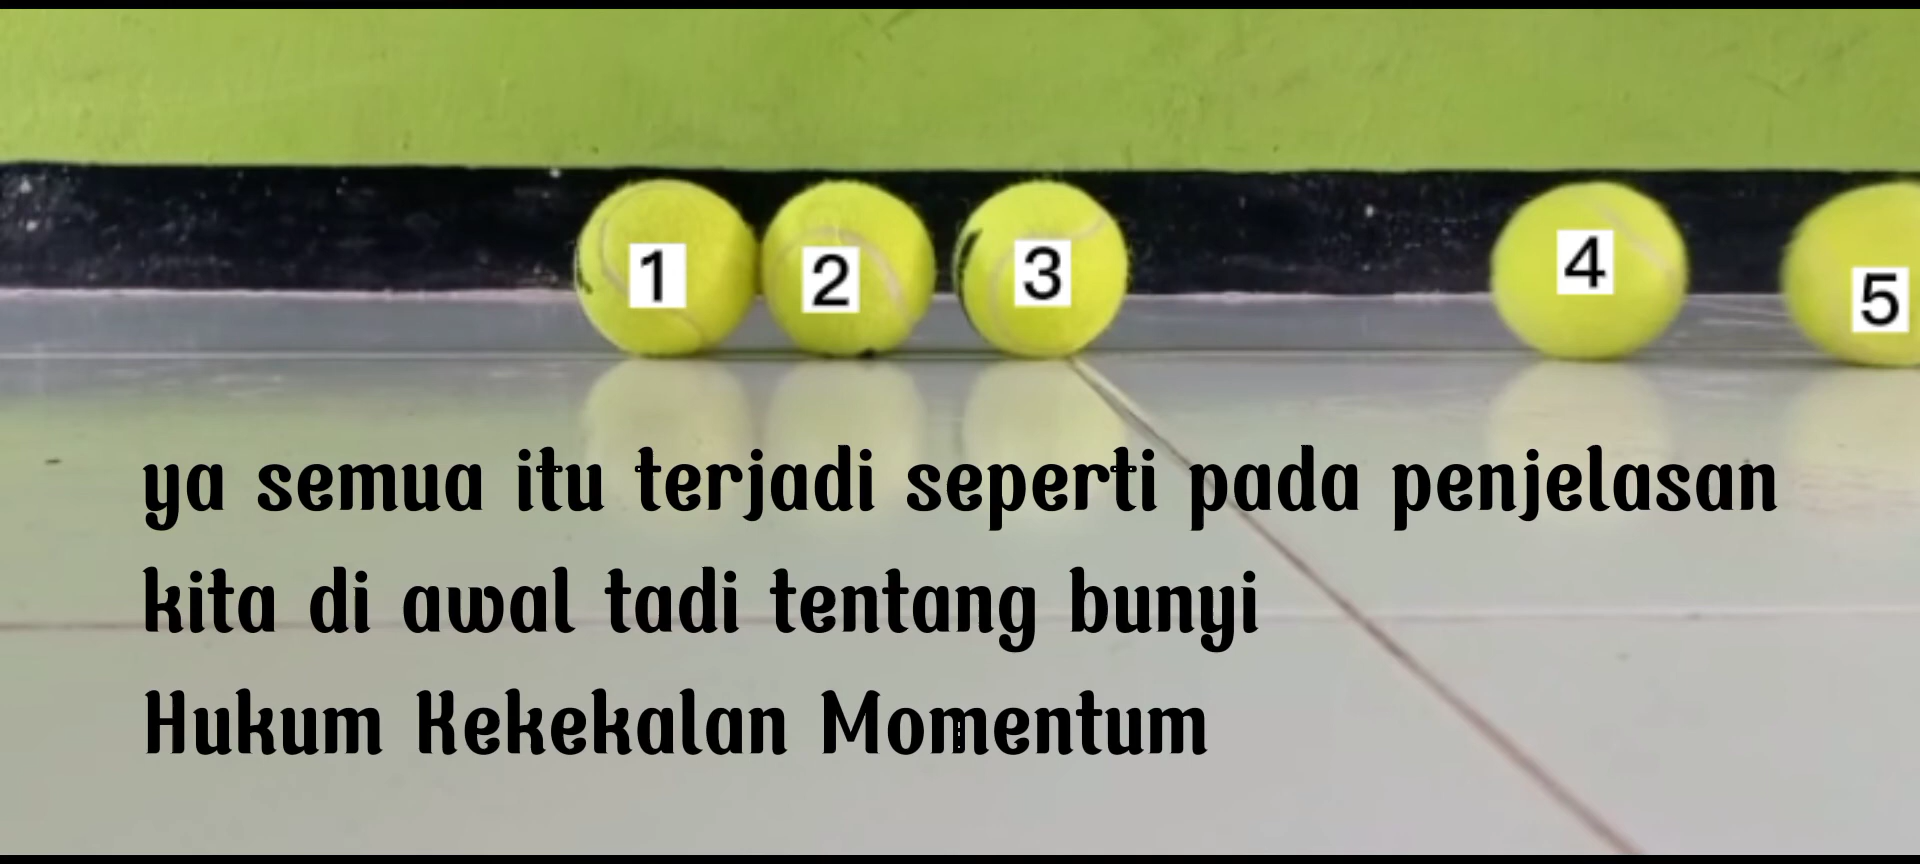 1 2 3 4 5
ya semua itu terjadi seperti pada penjelasan
kita di awal tadi tentang bunyi
Hukum Kekekalan Momentum